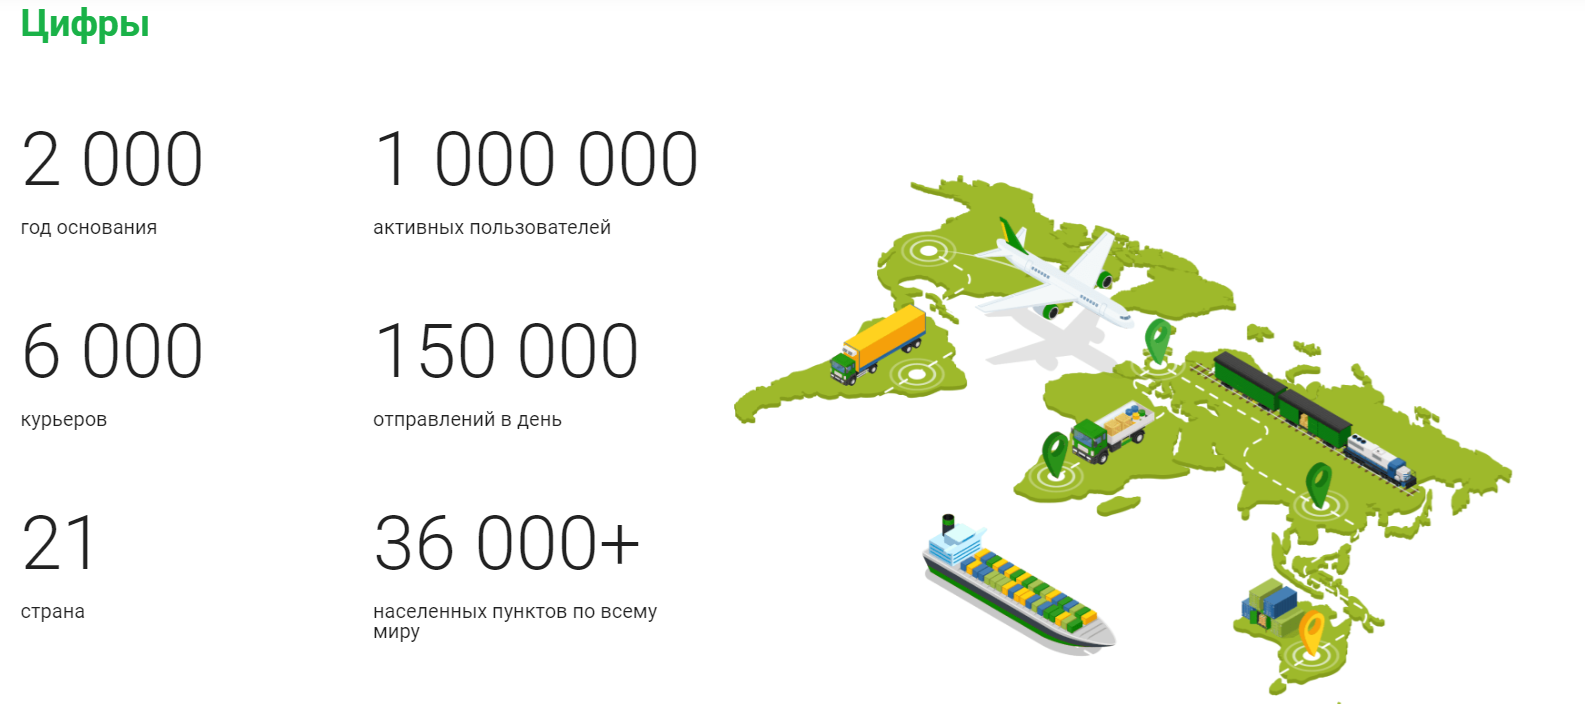 Цифры
2 000
год основания
1 000 000
активных пользователей
6 000
курьеров
150 000
отправлений в день
21
страна
36 000+
населенных пунктов по всему
миру